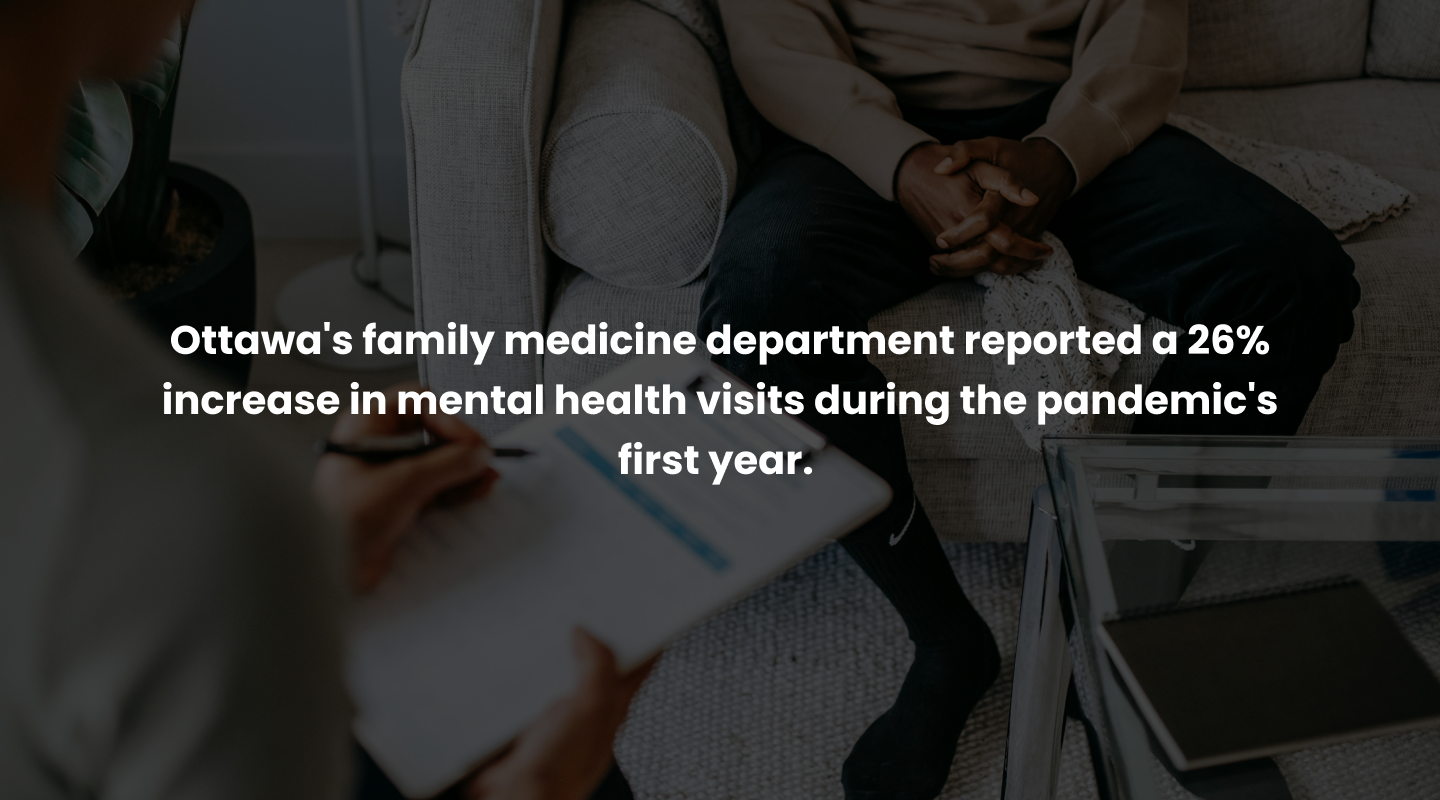 Ottawa's family medicine department reported a 26%
increase in mental health visits during the pandemic's
first year.